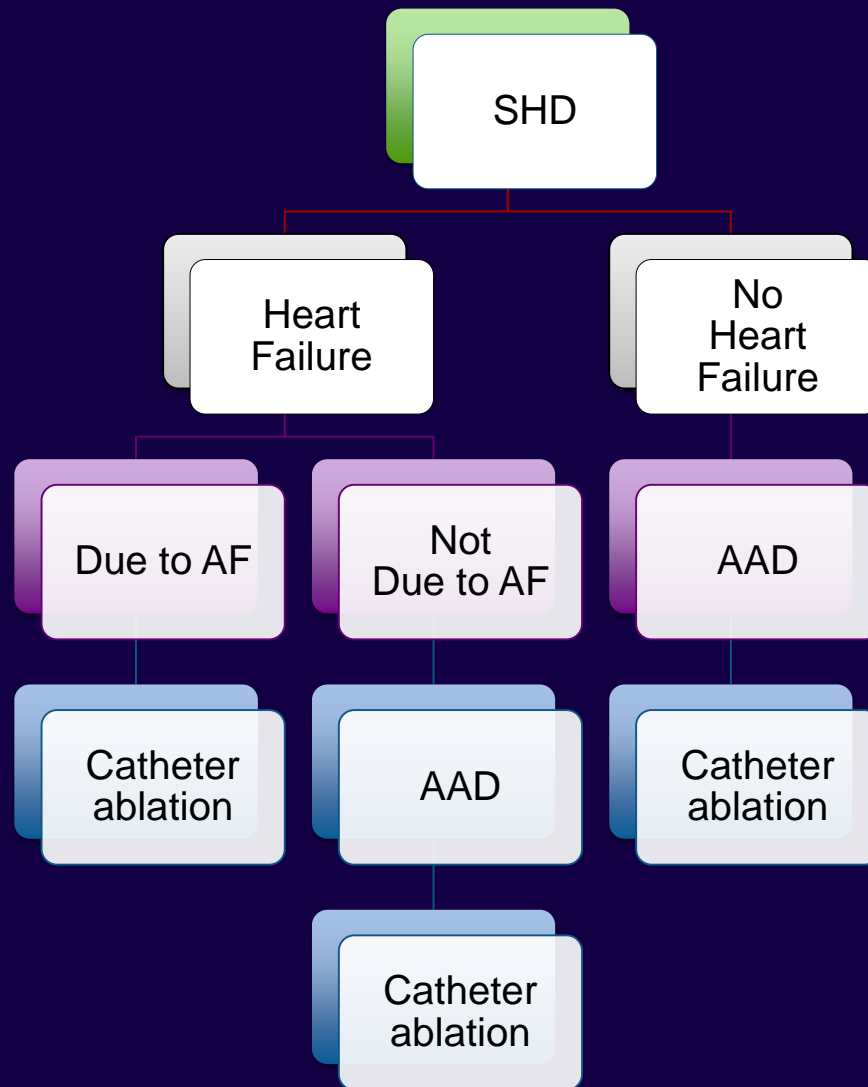 SHD
Heart
Failure
No
Heart
Failure
Due to AF
Not
Due to AF
AAD
Catheter
ablation
AAD
Catheter
ablation
Catheter
ablation